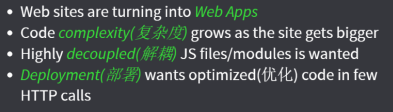 • Web sites are turning into Web Apps
• Code complexity(复杂度) grows as the site gets bigger
• Highly decoupled(解耦) JS files/modules is wanted
• Deployment(部署) wants optimized(优化) code in few
HTTP calls